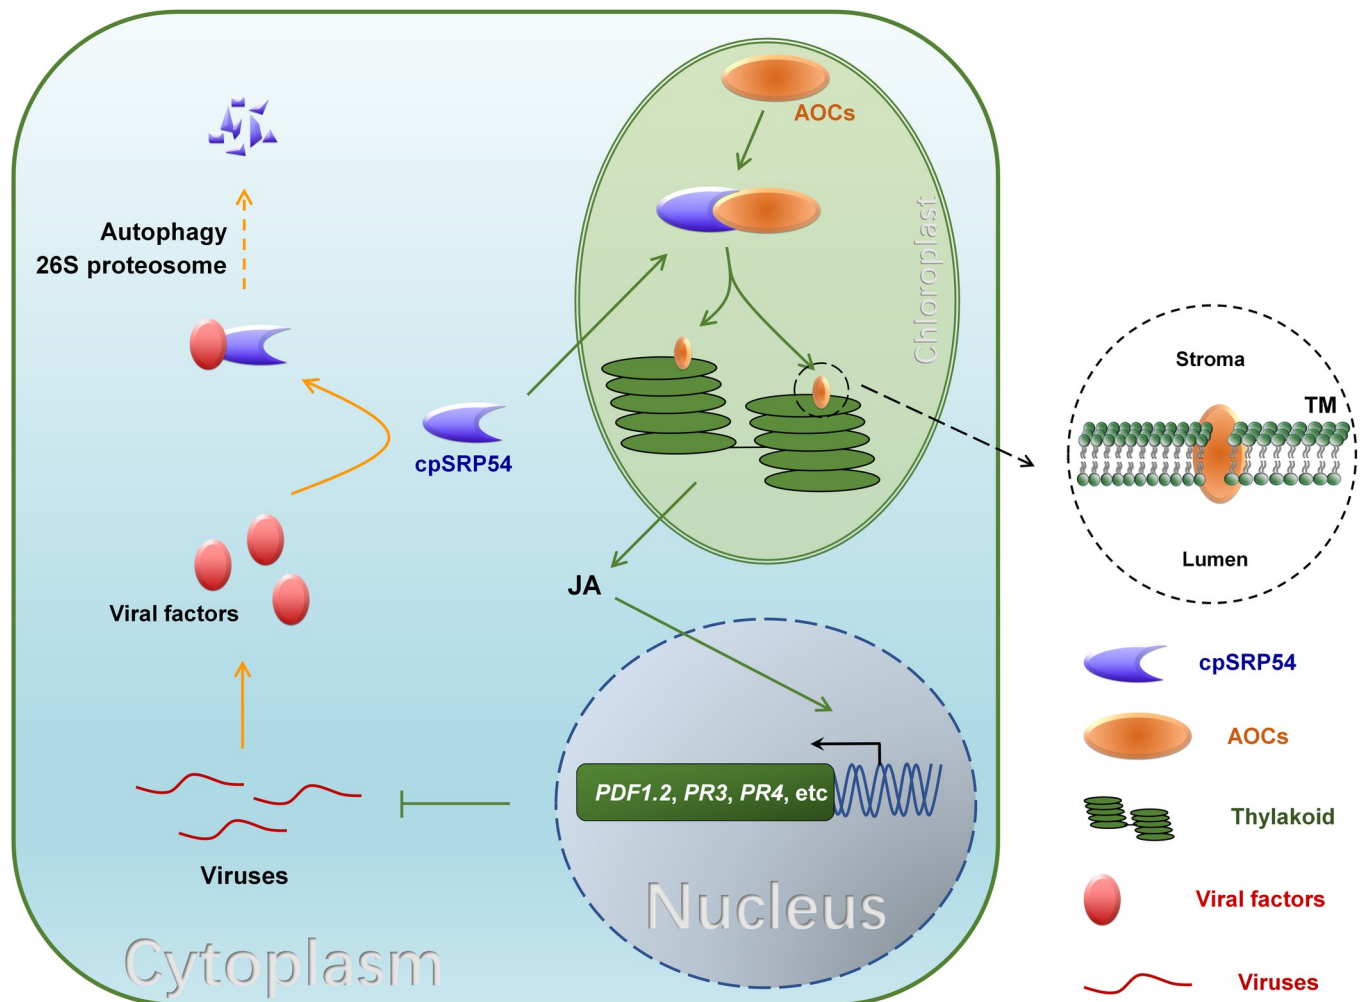 AOCs
Chloroplast
Autophagy
26S proteosome
cpSRP54
Viral factors
JA
PDF1.2, PR3, PR4, etc
Viruses
Nucleus
Cytoplasm
Stroma
TM
Lumen
cpSRP54
AOCs
Thylakoid
Viral factors
Viruses